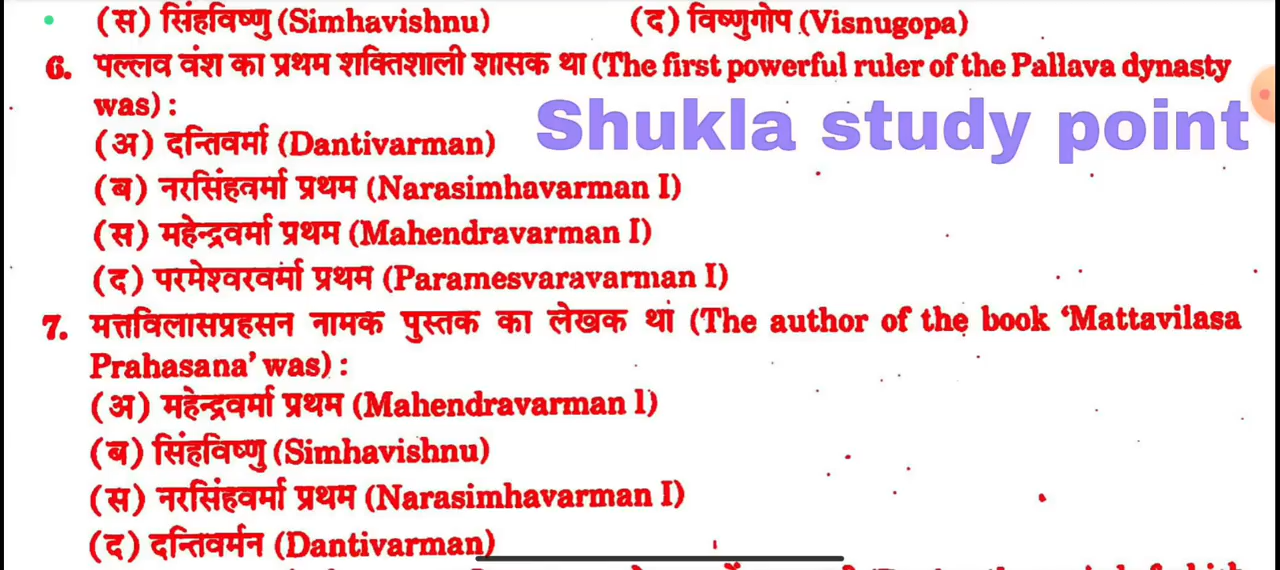 (स) सिंहविष्णु (Simhavishnu) (द) विष्णुगोप (Visnugopa)
6. पल्लव वंश का प्रथम शक्तिशाली शासक था (The first powerful ruler of the Pallava dynasty
was) :
Shukla study point
(अ) दन्तिवर्मा (Dantivarman)
(ब) नरसिंहवर्मा प्रथम (Narasimhavarman I)
(स) महेन्द्रवर्मा प्रथम (Mahendravarman I)
(द) परमेश्वरवर्मा प्रथम (Paramesvaravarman I)
7. मत्तविलासप्रहसन नामक पुस्तक का लेखक था (The author of the book ‘Mattavilasa
Prahasana’ was) :
(अ) महेन्द्रवर्मा प्रथम (Mahendravarman l)
(ब) सिंहविष्णु (Simhavishnu)
(स) नरसिंहवर्मा प्रथम (Narasimhavarman I)
(द) दन्तिवर्मन (Dantivarman)